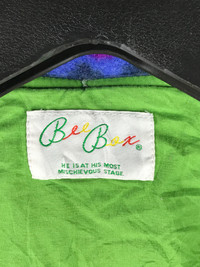 Bee Box ®
HE IS AT HIS MOST
MISCHIEVOUS STAGE